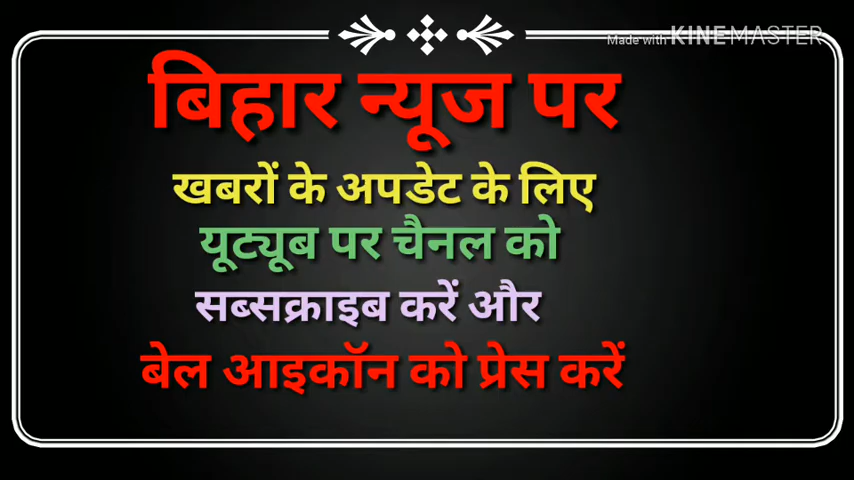 Made with KINEMASTER
बिहार न्यूज पर
खबरों के अपडेट के लिए
यूट्यूब पर चैनल को
सब्सक्राइब करें और
बेल आइकॉन को प्रेस करें